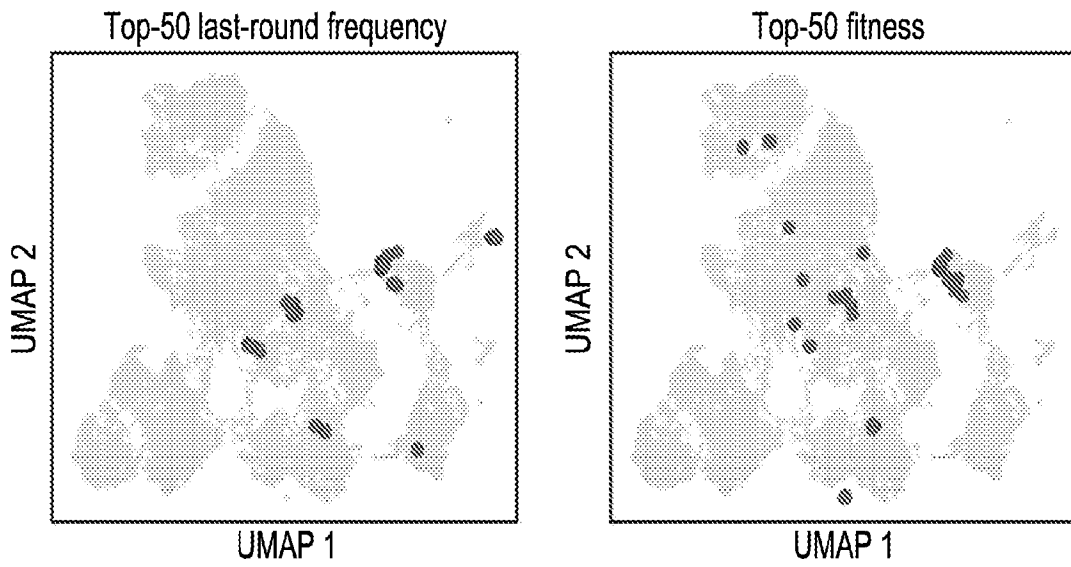 Top-50 last-round frequency
Top-50 fitness
UMAP 2
UMAP 2
UMAP 1
UMAP 1